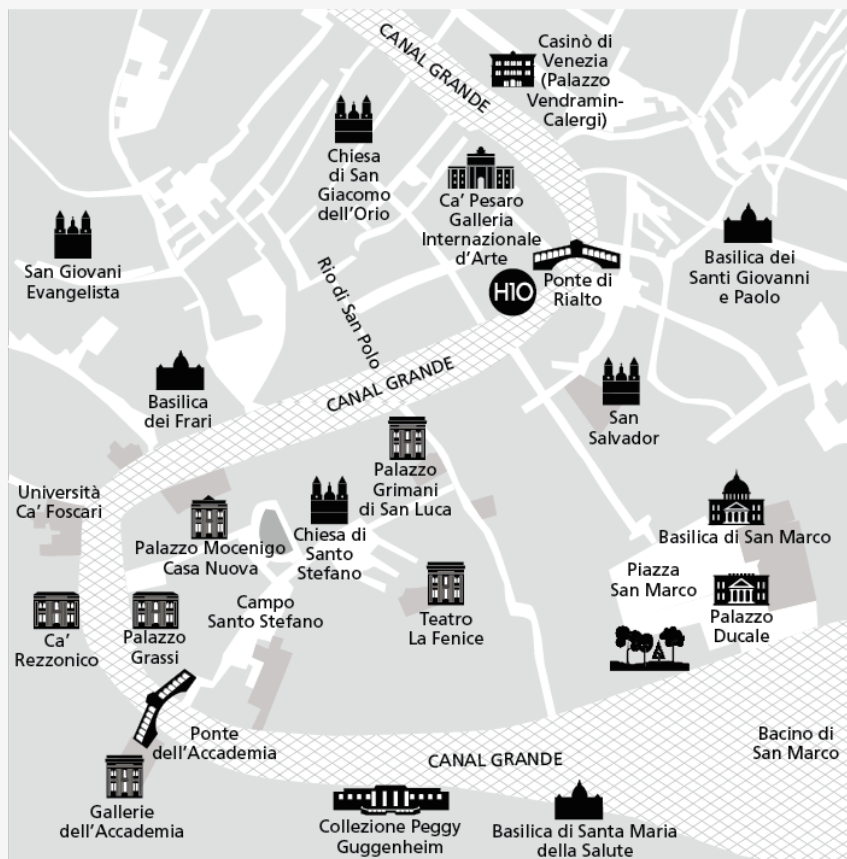 CANAL GRANDE
Casinò di
Venezia
(Palazzo
Vendramin-
Calergi)
Chiesa
di San
Giacomo
dell'Orio
Ca' Pesaro
Galleria
Internazionale
d'Arte
San Giovani
Evangelista
Basilica dei
Santi Giovanni
e Paolo
Rio di San Polo
H10
Ponte di
Rialto
CANAL GRANDE
Basilica
dei Frari
San
Salvador
Palazzo
Grimani
di San Luca
Università
Ca' Foscari
Palazzo Mocenigo
Casa Nuova
Chiesa di
Santo
Stefano
Basilica di San Marco
Piazza
San Marco
Campo
Santo Stefano
Teatro
La Fenice
Palazzo
Ducale
Ca'
Rezzonico
Palazzo
Grassi
Ponte
dell'Accademia
CANAL GRANDE
Bacino di
San Marco
Gallerie
dell'Accademia
Collezione Peggy
Guggenheim
Basilica di Santa Maria
della Salute